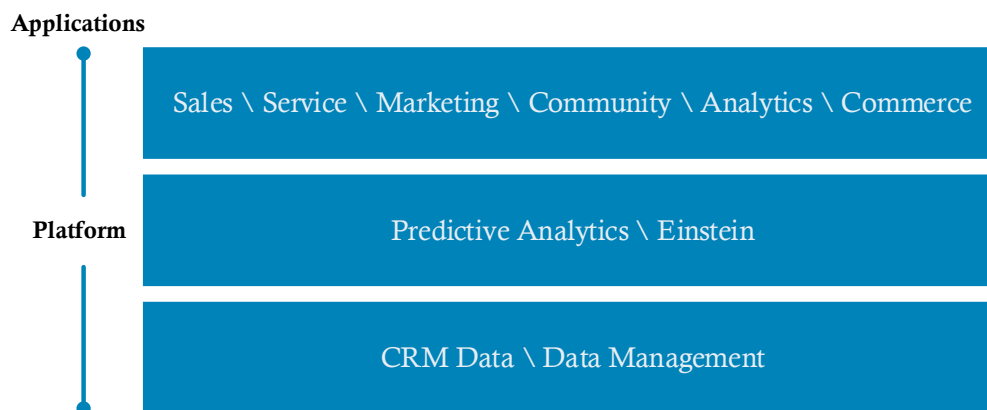 Applications
Sales \ Service \ Marketing \ Community \ Analytics \ Commerce
Platform
Predictive Analytics \ Einstein
CRM Data \ Data Management